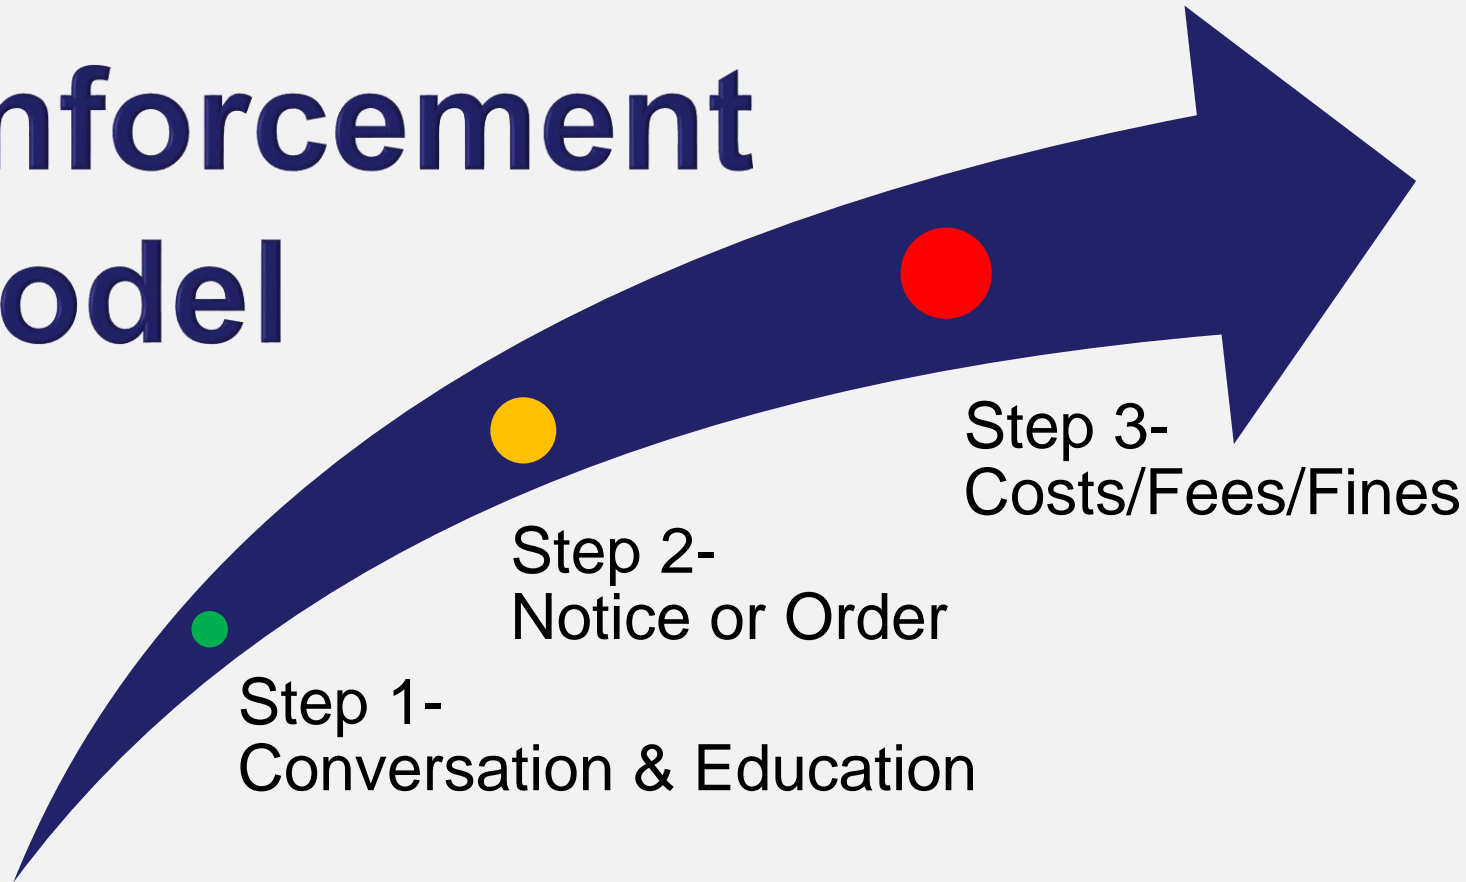 nforcement
odel
Step 3-
Costs/Fees/Fines
Step 2-
Notice or Order
Step 1-
Conversation & Education